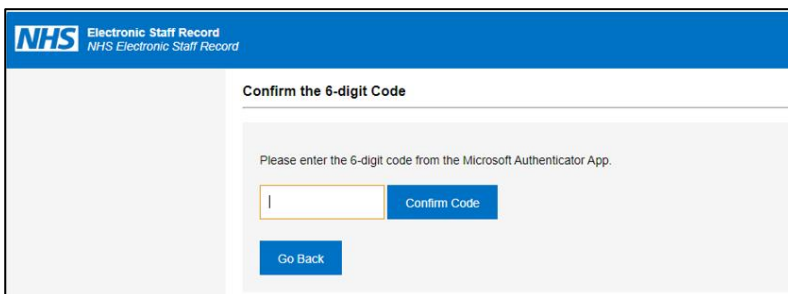 NHS Electronic Staff Record
NHS Electronic Staff Record
Confirm the 6-digit Code
Please enter the 6-digit code from the Microsoft Authenticator App.
Confirm Code
Go Back